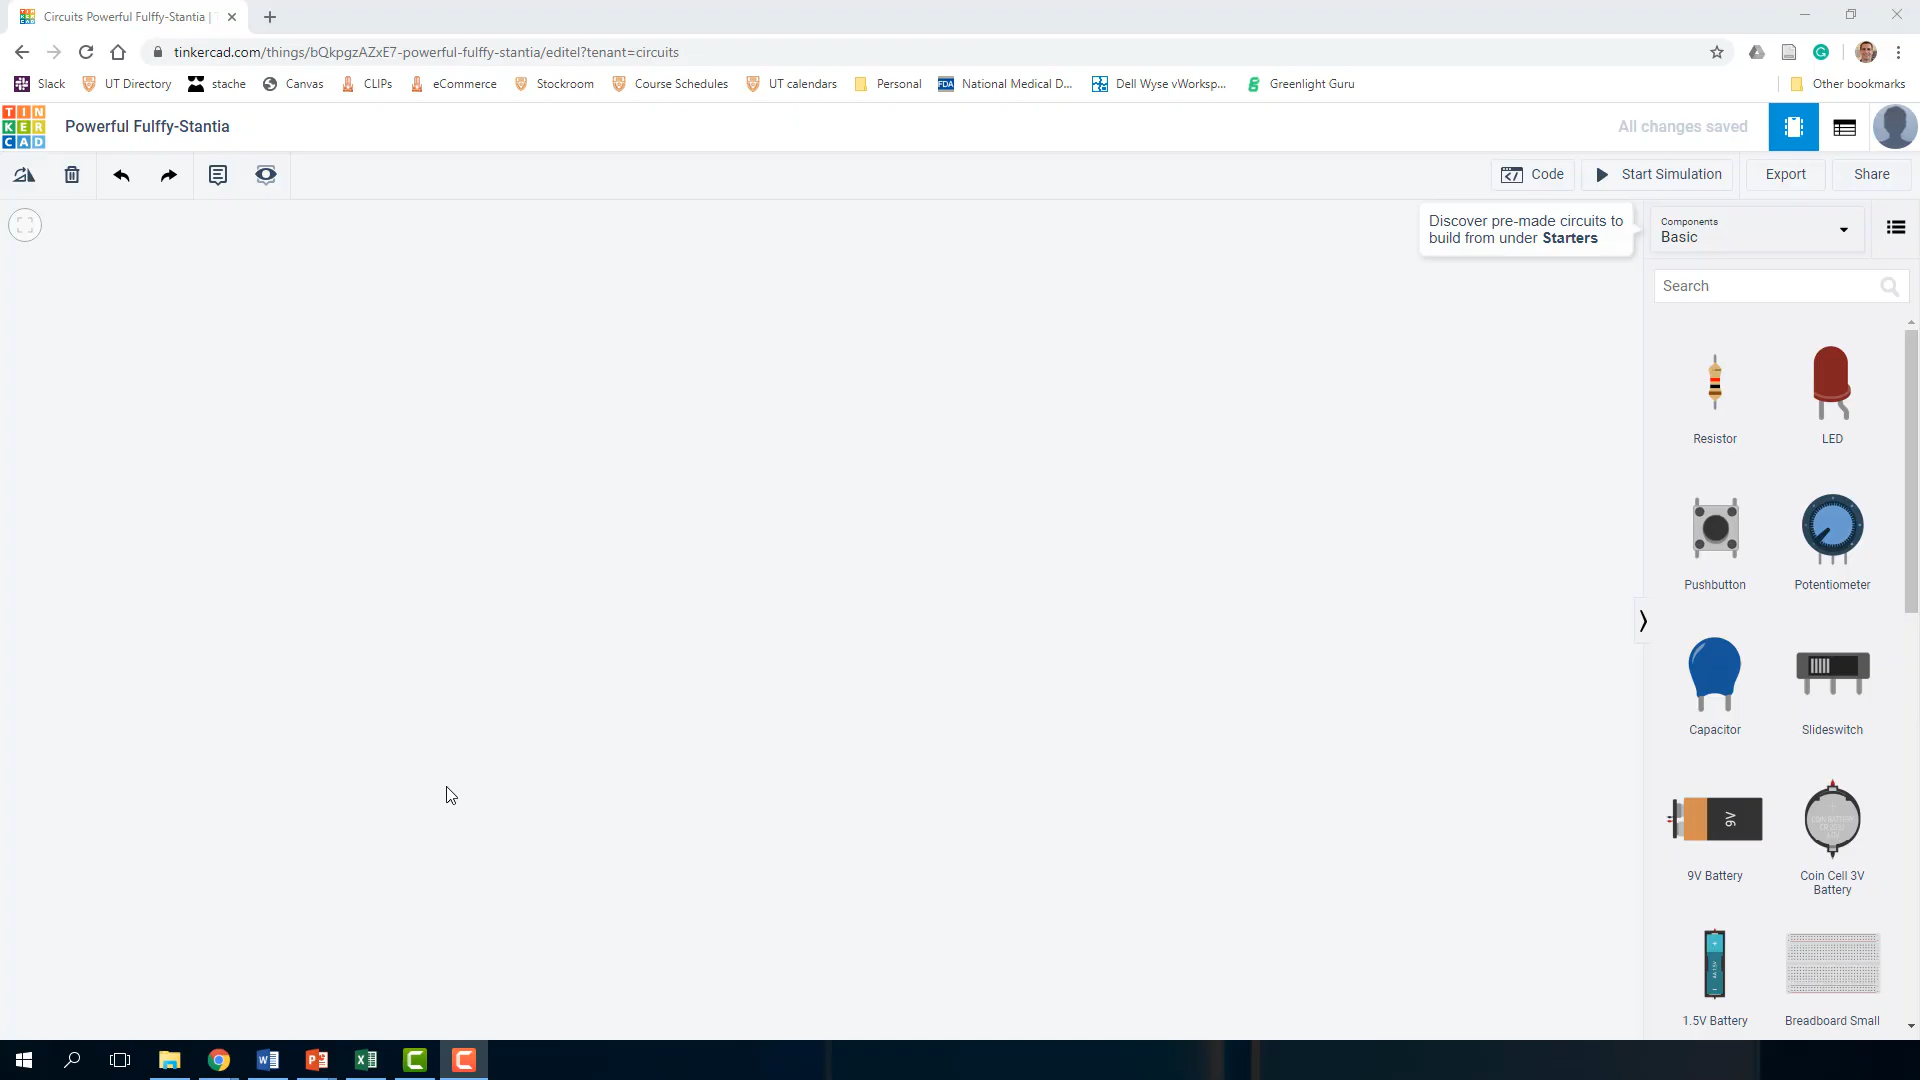 Circuits Powerful Fulffy-Stantia |
tinkercad.com/things/bQkpgzAZxE7-powerful-fulffy-stantia/editel?tenant=circuits
Slack UT Directory stache Canvas CLIPs eCommerce Stockroom Course Schedules UT calendars Personal FDA National Medical D... Dell Wyse vWorksp... Greenlight Guru Other bookmarks
TIN
KER
CAD
Powerful Fulffy-Stantia
All changes saved
Code Start Simulation Export Share
Discover pre-made circuits to
build from under Starters
Components
Basic
Search
Resistor LED
Pushbutton Potentiometer
Capacitor Slideswitch
9V
9V Battery Coin Cell 3V
Battery
1.5V Battery Breadboard Small